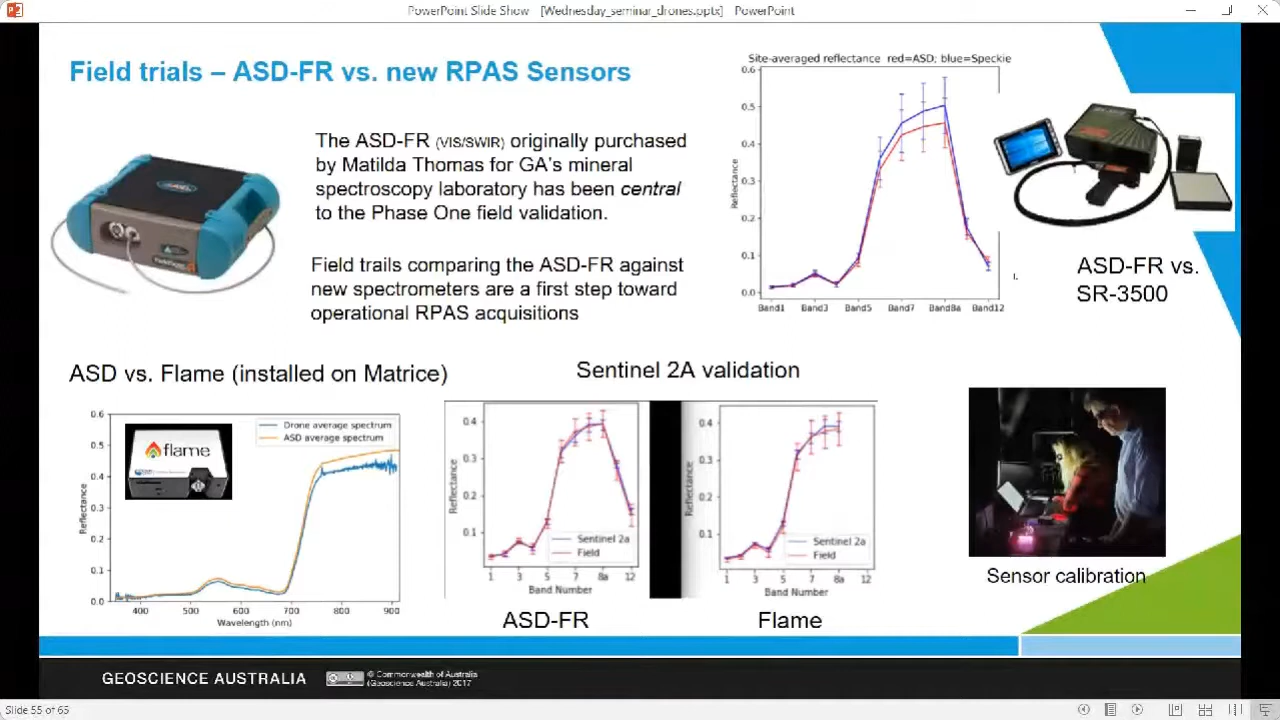 PowerPoint Slide Show - [Wednesday_seminar_drones.pptx] - PowerPoint
Field trials – ASD-FR vs. new RPAS Sensors
The ASD-FR (VIS/SWIR) originally purchased
by Matilda Thomas for GA's mineral
spectroscopy laboratory has been central
to the Phase One field validation.
Field trails comparing the ASD-FR against
new spectrometers are a first step toward
operational RPAS acquisitions
Site-averaged reflectance red=ASD; blue=Speckie
Reflectance
0.6
0.5
0.4
0.3
0.2
0.1
0.0
Band1 Band3 Band5 Band7 Band8a Band12
ASD-FR vs.
SR-3500
ASD vs. Flame (installed on Matrice)
Drone average spectrum
ASD average spectrum
flame
Reflectance
0.6
0.5
0.4
0.3
0.2
0.1
0.0
400 500 600 700 800 900
Wavelength (nm)
Sentinel 2A validation
Reflectance
0.4
0.3
0.2
0.1
Sentinel 2a
Field
1 3 5 7 8a 12
Band Number
ASD-FR
Reflectance
0.4
0.3
0.2
0.1
Sentinel 2a
Field
1 3 5 7 8a 12
Band Number
Flame
Sensor calibration
GEOSCIENCE AUSTRALIA
© Commonwealth of Australia
(Geoscience Australia) 2017
Slide 55 of 65